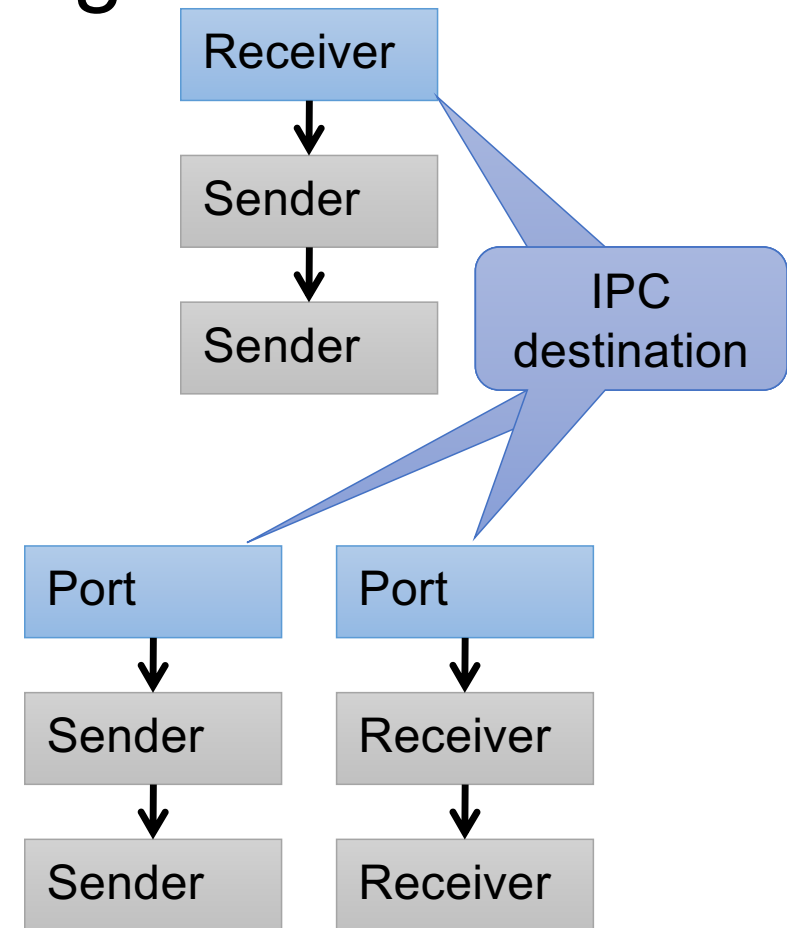 Receiver
Sender
Sender
IPC
destination
Port
Port
Sender
Receiver
Sender
Receiver